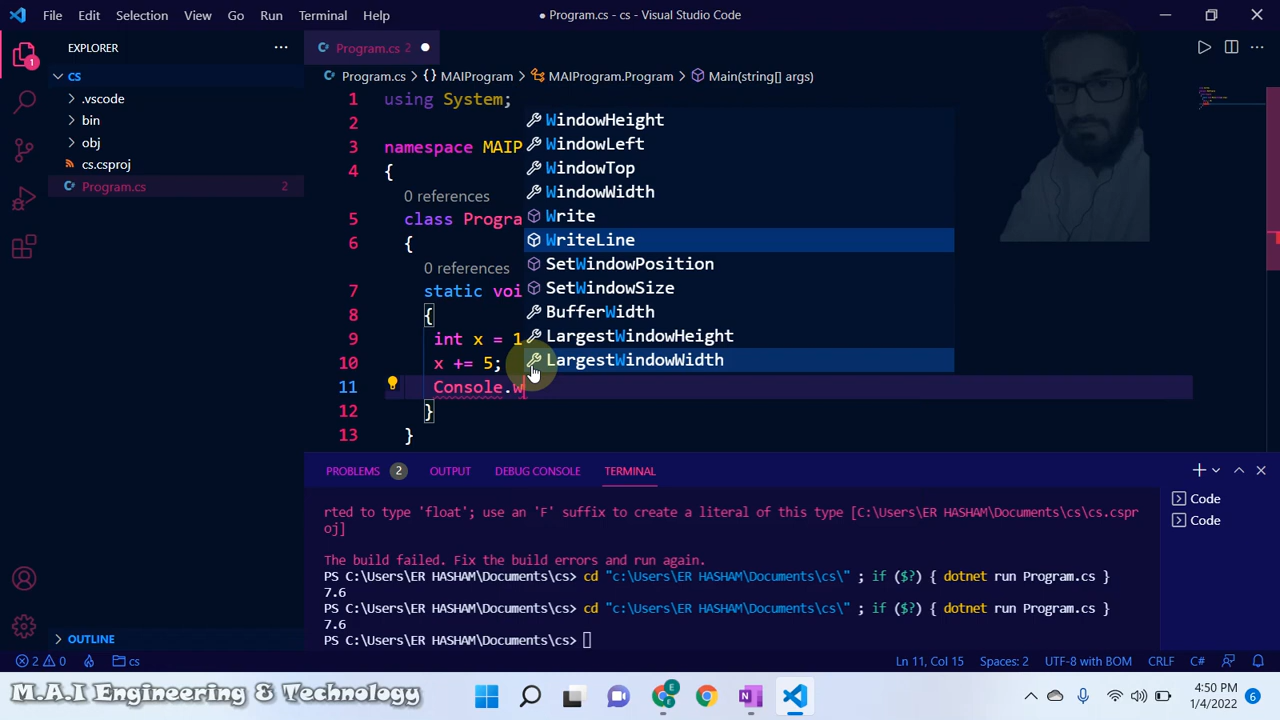 File Edit Selection View Go Run Terminal Help
● Program.cs - cs - Visual Studio Code
EXPLORER
CS
.vscode
bin
obj
cs.csproj
Program.cs 2
OUTLINE
1
Program.cs 2
Program.cs > MAIProgram > MAIProgram.Program > Main(string[] args)
1 using System;
2
3 namespace MAIP
4 {
0 references
5 class Progra
6 {
0 references
7 static voi
8 {
9 int x = 1
10 x += 5;
11 Console.w
12 }
13 }
WindowHeight
WindowLeft
WindowTop
WindowWidth
Write
WriteLine
SetWindowPosition
SetWindowSize
BufferWidth
LargestWindowHeight
LargestWindowWidth
PROBLEMS 2 OUTPUT DEBUG CONSOLE TERMINAL
rted to type 'float'; use an 'F' suffix to create a literal of this type [C:\Users\ER HASHAM\Documents\cs\cs.cspr
oj]
The build failed. Fix the build errors and run again.
PS C:\Users\ER HASHAM\Documents\cs> cd "c:\Users\ER HASHAM\Documents\cs\" ; if ($?) { dotnet run Program.cs }
7.6
PS C:\Users\ER HASHAM\Documents\cs> cd "c:\Users\ER HASHAM\Documents\cs\" ; if ($?) { dotnet run Program.cs }
7.6
PS C:\Users\ER HASHAM\Documents\cs>
Code
Code
2 0 cs Ln 11, Col 15 Spaces: 2 UTF-8 with BOM CRLF C#
M.A.I Engineering & Technology
4:50 PM
1/4/2022
6